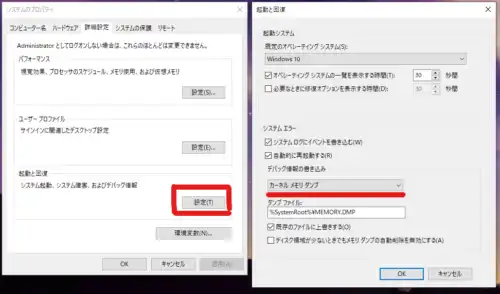 システムのプロパティ
コンピューター名
ハードウェア
詳細設定
システムの保護
リモート
Administrator としてログオンしない場合は、これらのほとんどは変更できません。
パフォーマンス
視覚効果、プロセッサのスケジュール、メモリ使用、および仮想メモリ
設定(S)...
ユーザー プロファイル
サインインに関連したデスクトップ設定
設定(E)...
起動と回復
システム起動、システム障害、およびデバッグ情報
設定(T)
環境変数(N)...
OK
キャンセル
適用(A)
起動と回復
起動システム
既定のオペレーティング システム(S):
Windows 10
オペレーティング システムの一覧を表示する時間(T):
30
秒間
必要なときに修復オプションを表示する時間(D):
30
秒間
システム エラー
システム ログにイベントを書き込む(W)
自動的に再起動する(R)
デバッグ情報の書き込み
カーネル メモリ ダンプ
ダンプ ファイル:
%SystemRoot%¥MEMORY.DMP
既存のファイルに上書きする(O)
ディスク領域が少ないときでもメモリ ダンプの自動削除を無効にする(A)
OK
キャンセル